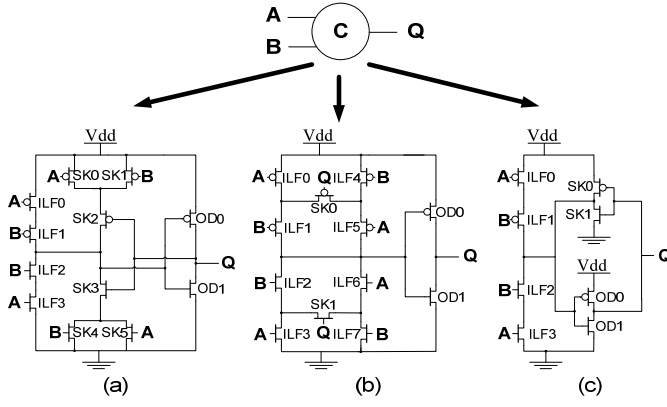 A
B
C
Q
Vdd
A SK0 SK1 B
A ILF0
SK2
OD0
B ILF1
Q
B ILF2
SK3
OD1
A ILF3
B SK4 SK5 A
(a)
Vdd
A ILF0 Q ILF4 B
SK0
OD0
B ILF1 ILF5 A
Q
B ILF2 ILF6 A
SK1
OD1
A ILF3 Q ILF7 B
(b)
Vdd
A ILF0
SK0
B ILF1
SK1
Q
Vdd
B ILF2
OD0
OD1
A ILF3
(c)